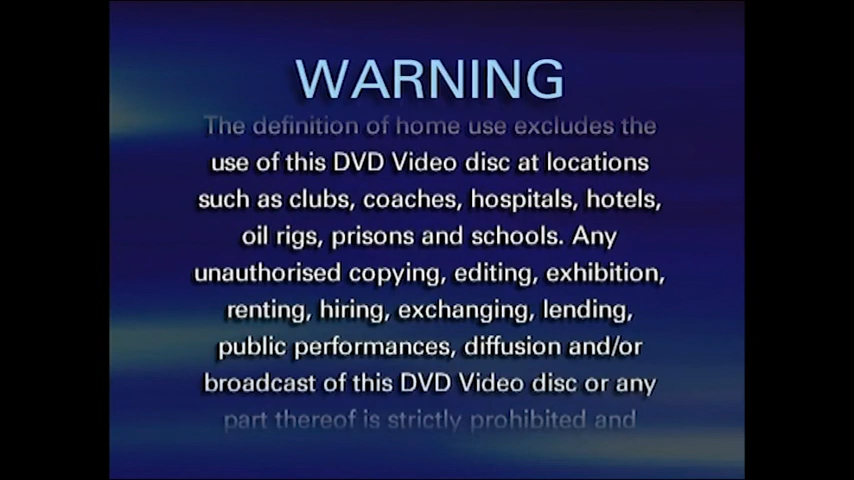 WARNING
The definition of home use excludes the
use of this DVD Video disc at locations
such as clubs, coaches, hospitals, hotels,
oil rigs, prisons and schools. Any
unauthorised copying, editing, exhibition,
renting, hiring, exchanging, lending,
public performances, diffusion and/or
broadcast of this DVD Video disc or any
part thereof is strictly prohibited and